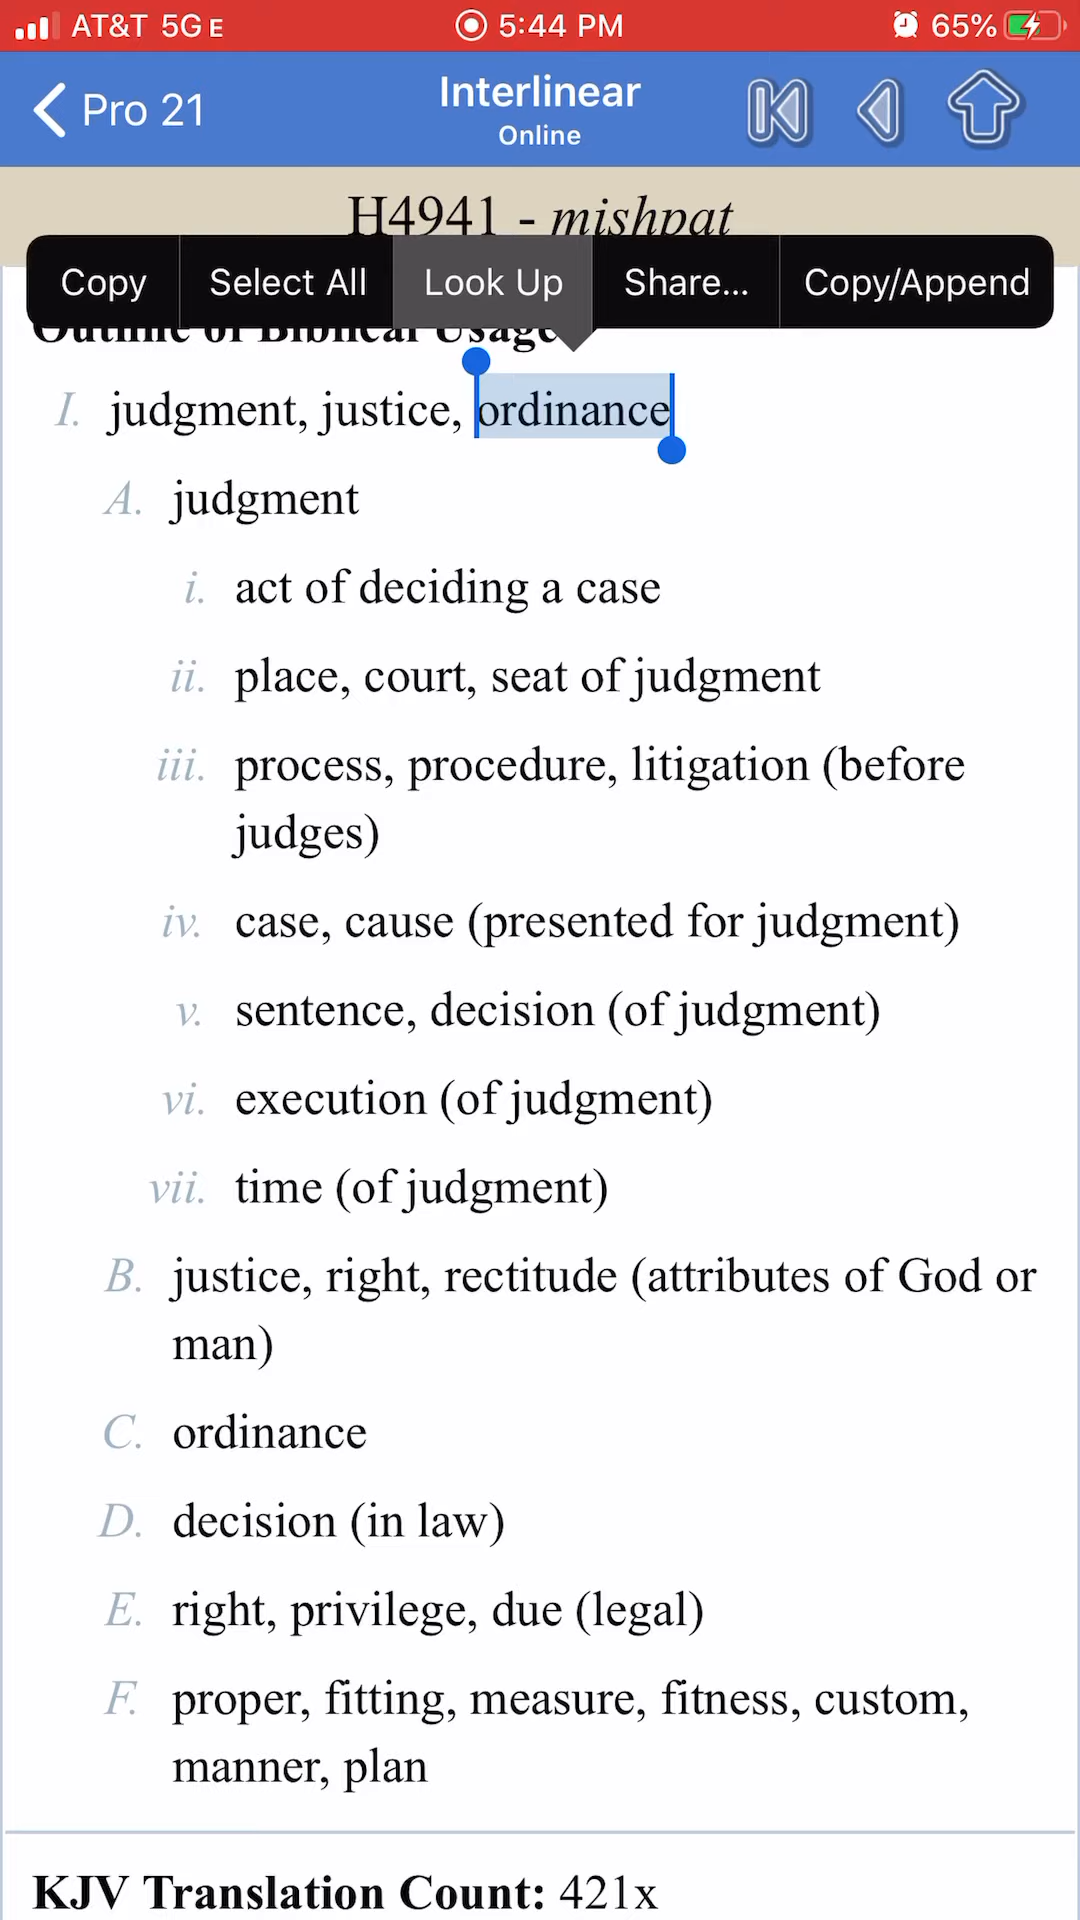 AT&T 5G E 5:44 PM 65%
Pro 21 Interlinear
Online
H4941 - mishpat
Copy Select All Look Up Share... Copy/Append
Outline of Biblical Usage
I. judgment, justice, ordinance
A. judgment
i. act of deciding a case
ii. place, court, seat of judgment
iii. process, procedure, litigation (before
judges)
iv. case, cause (presented for judgment)
v. sentence, decision (of judgment)
vi. execution (of judgment)
vii. time (of judgment)
B. justice, right, rectitude (attributes of God or
man)
C. ordinance
D. decision (in law)
E. right, privilege, due (legal)
F. proper, fitting, measure, fitness, custom,
manner, plan
KJV Translation Count: 421x